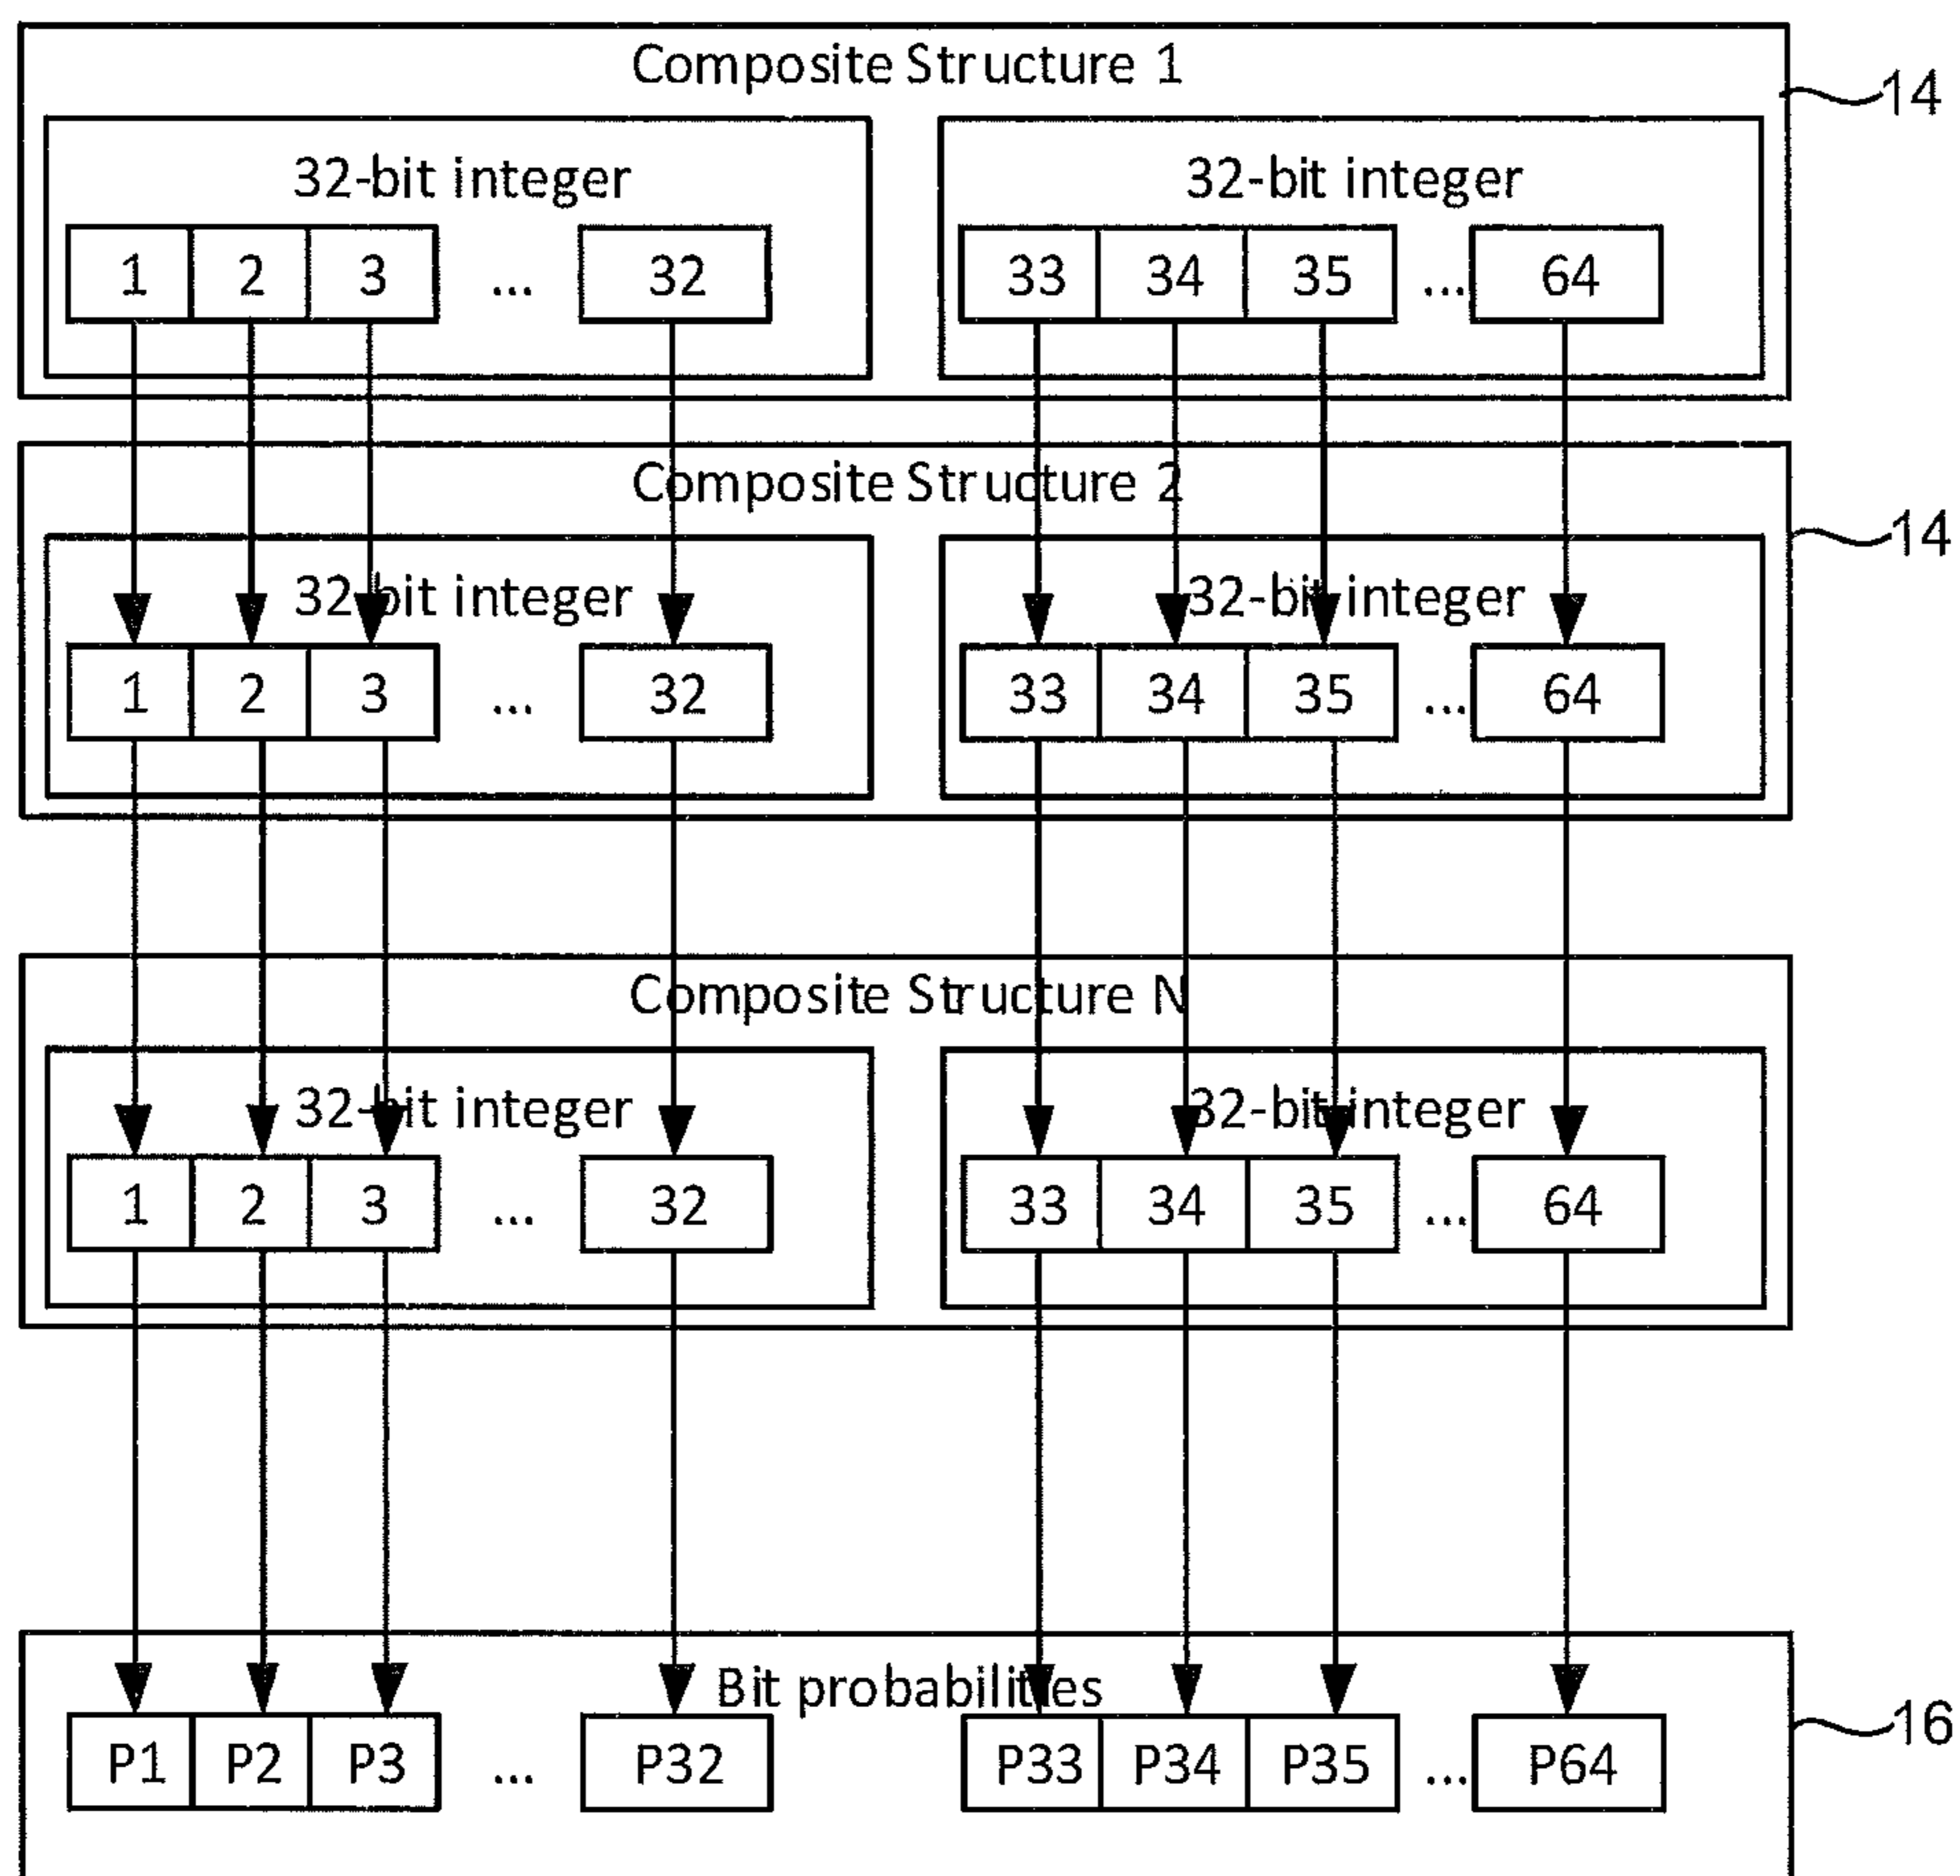 Composite Structure 1
14
32-bit integer 32-bit integer
1 2 3 ... 32 33 34 35 ... 64
Composite Structure 2
14
32-bit integer 32-bit integer
1 2 3 ... 32 33 34 35 ... 64
Composite Structure N
32-bit integer 32-bit integer
1 2 3 ... 32 33 34 35 ... 64
Bit probabilities
16
P1 P2 P3 ... P32 P33 P34 P35 ... P64